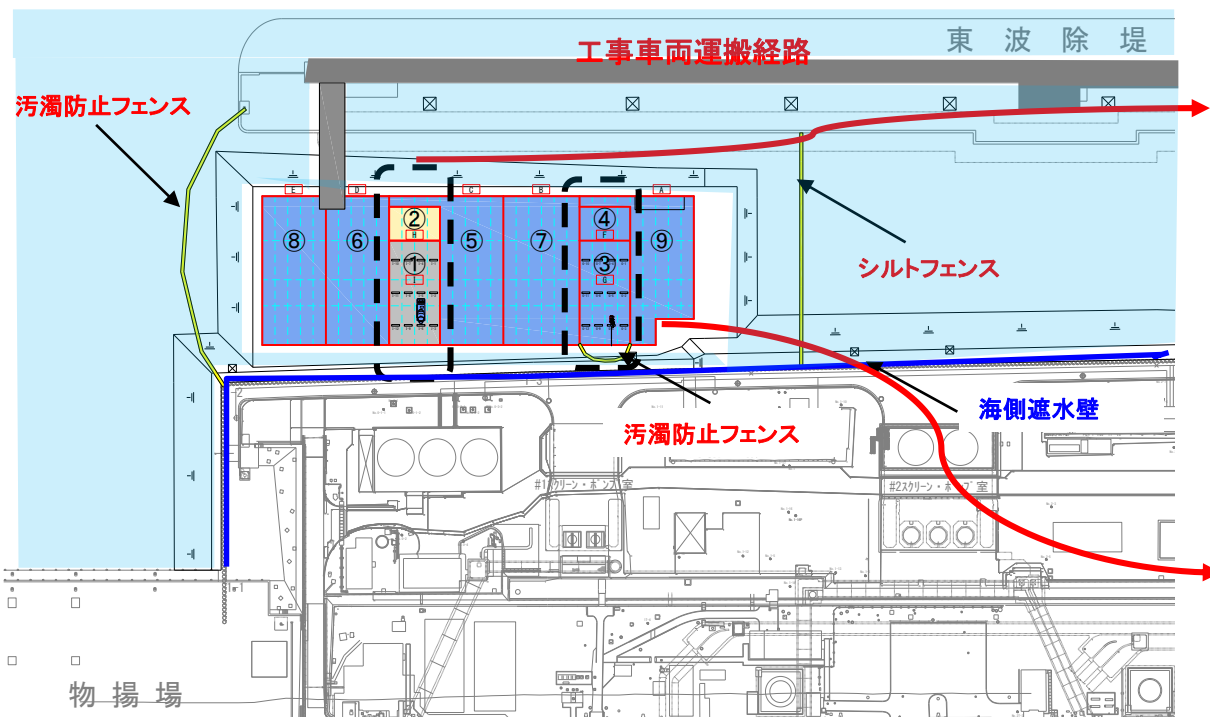 東波除堤
工事車両運搬経路
汚濁防止フェンス
E
D
C
B
A
②
H
④
F
⑧
⑥
①
⑤
⑦
③
G
⑨
シルトフェンス
海側遮水壁
汚濁防止フェンス
#1スクリーン・ポンプ室
#2スクリーン・ポンプ室
物揚場